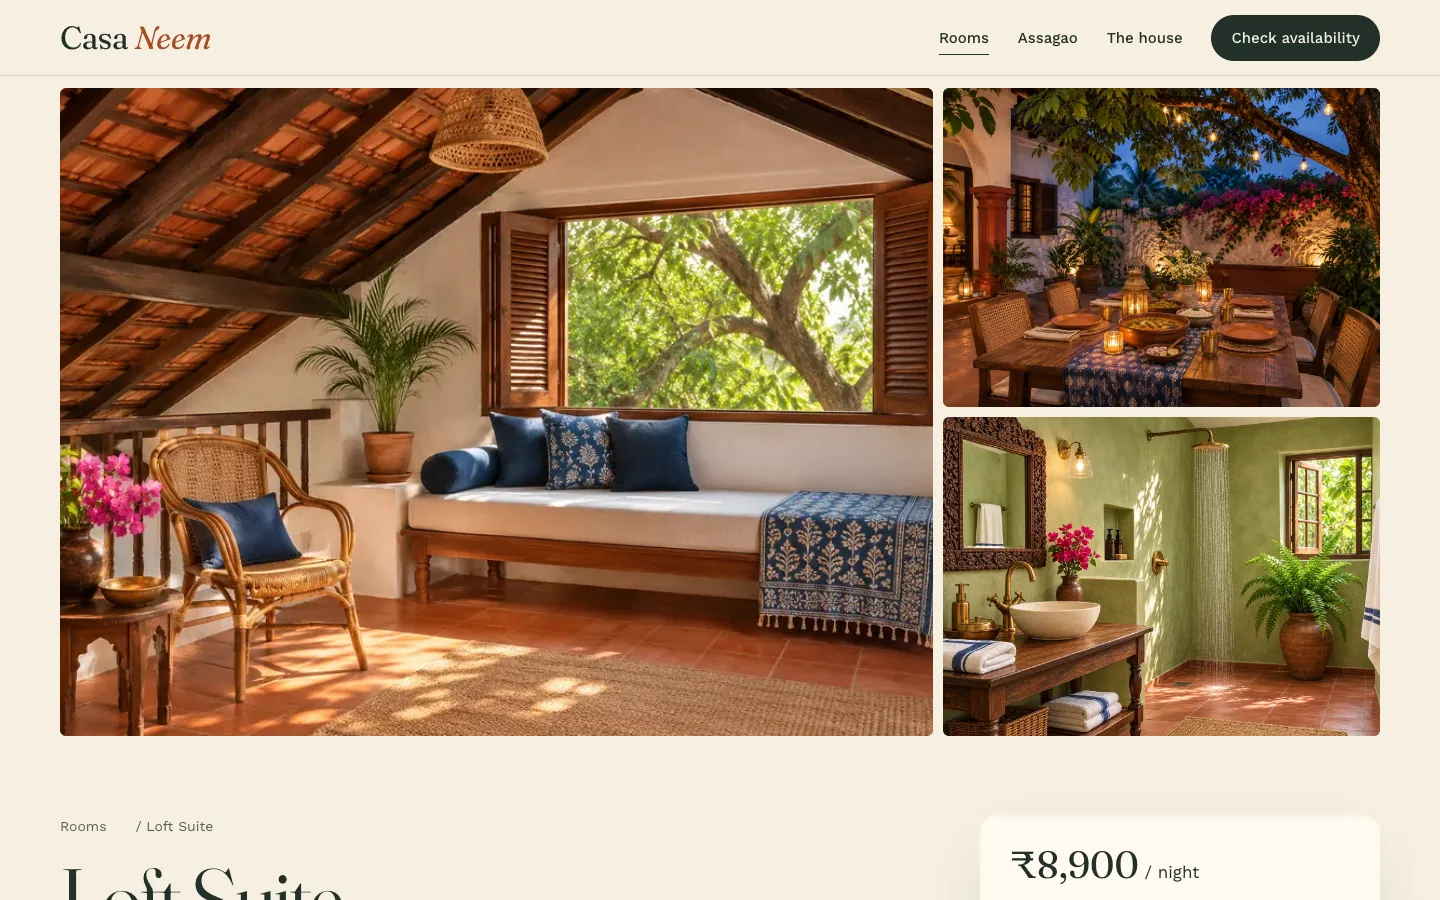 Casa Neem
Rooms
Assagao
The house
Check availability
Rooms / Loft Suite
Loft Suite
₹8,900 / night